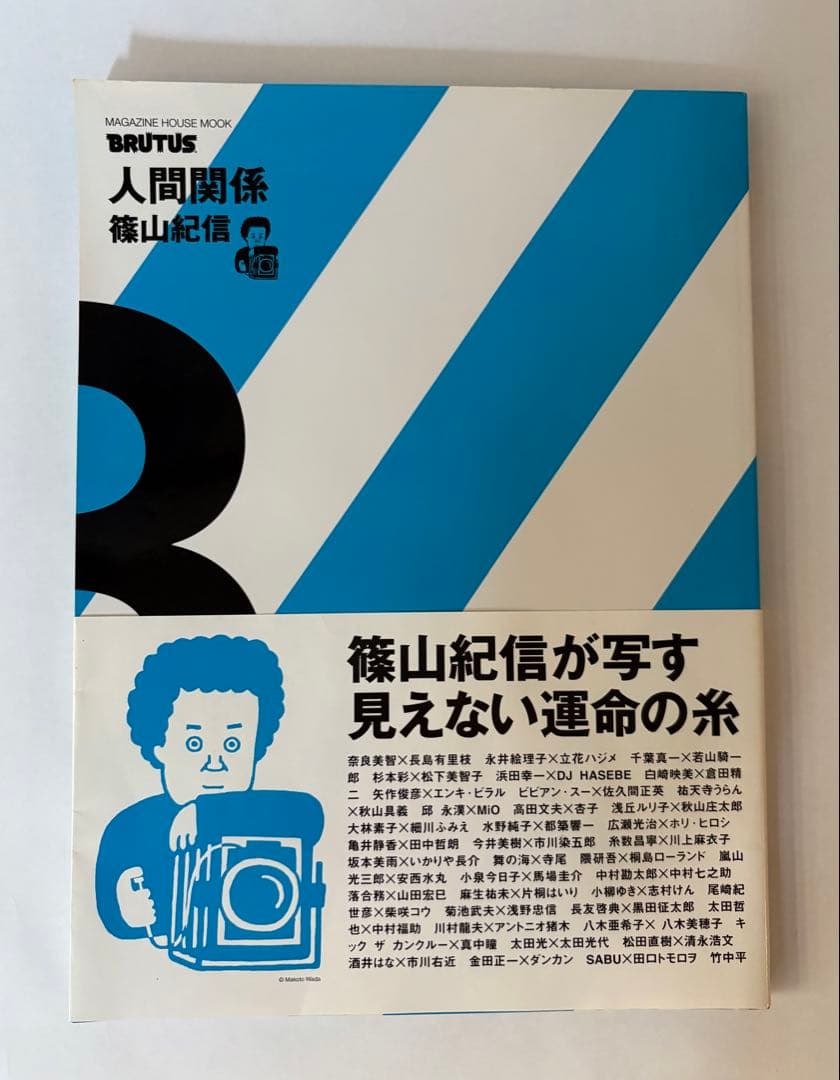 MAGAZINE HOUSE MOOK
BRUTUS
人間関係
篠山紀信
篠山紀信が写す
見えない運命の糸
奈良美智×長島有里枝 永井絵理子×立花ハジメ 千葉真一×若山騎一
郎 杉本彩×松下美智子 浜田幸一×DJ HASEBE 白崎映美×倉田精
二 矢作俊彦×エンキ・ビラル ビビアン・スー×佐久間正英 祐天寺うらん
×秋山具義 邱 永漢×MiO 高田文夫×杏子 浅丘ルリ子×秋山庄太郎
大林素子×細川ふみえ 水野純子×都築響一 広瀬光治×ホリ・ヒロシ
亀井静香×田中哲朗 今井美樹×市川染五郎 糸数昌寧×川上麻衣子
坂本美雨×いかりや長介 舞の海×寺尾 隈研吾×桐島ローランド 嵐山
光三郎×安西水丸 小泉今日子×馬場圭介 中村勘太郎×中村七之助
落合務×山田宏巳 麻生祐未×片桐はいり 小柳ゆき×志村けん 尾崎紀
世彦×柴咲コウ 菊池武夫×浅野忠信 長友啓典×黒田征太郎 太田哲
也×中村福助 川村龍夫×アントニオ猪木 八木亜希子× 八木美穂子 キ
ック ザ カンクルー×真中瞳 太田光×太田光代 松田直樹×清永浩文
酒井はな×市川右近 金田正一×ダンカン SABU×田口トモロヲ 竹中平
© Makoto Wada